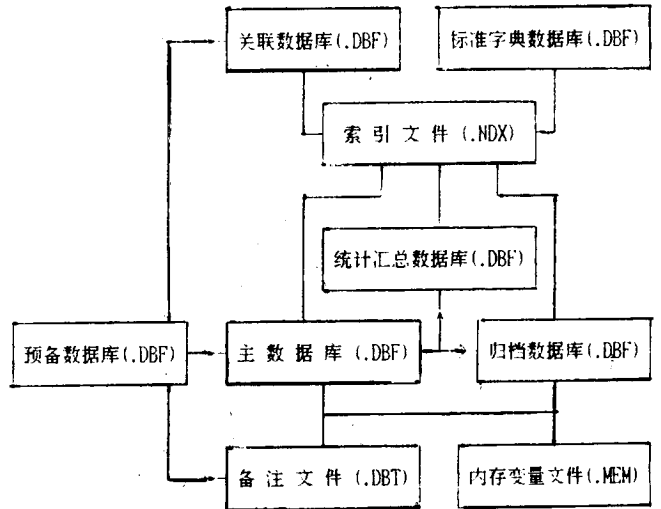 关联数据库(.DBF)
标准字典数据库(.DBF)
索引文件(.NDX)
统计汇总数据库(.DBF)
预备数据库(.DBF)
主数据库(.DBF)
归档数据库(.DBF)
备注文件(.DBT)
内存变量文件(.MEM)